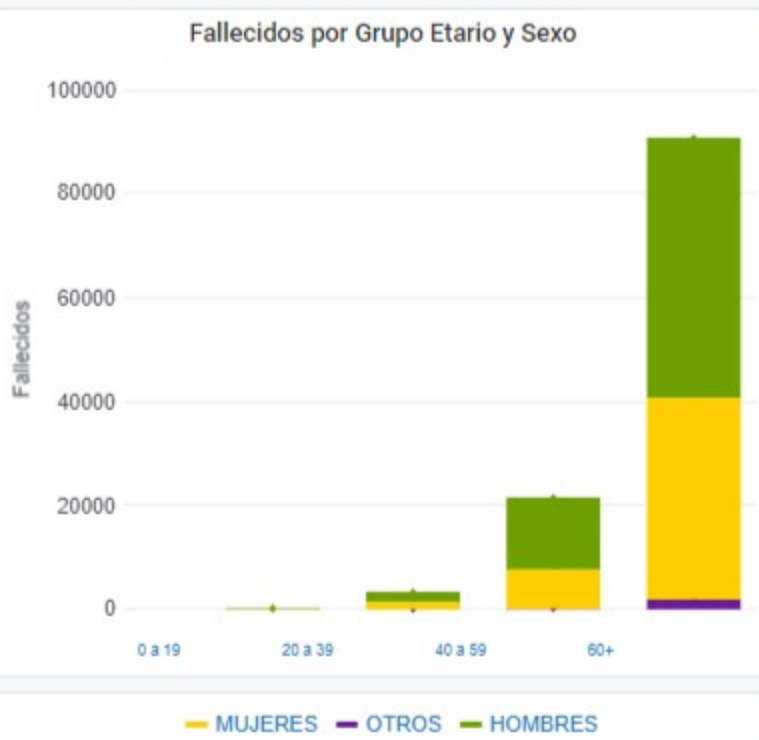 Fallecidos por Grupo Etario y Sexo
100000
80000
60000
40000
20000
0
Fallecidos
0 a 19 20 a 39 40 a 59 60+
MUJERES OTROS HOMBRES